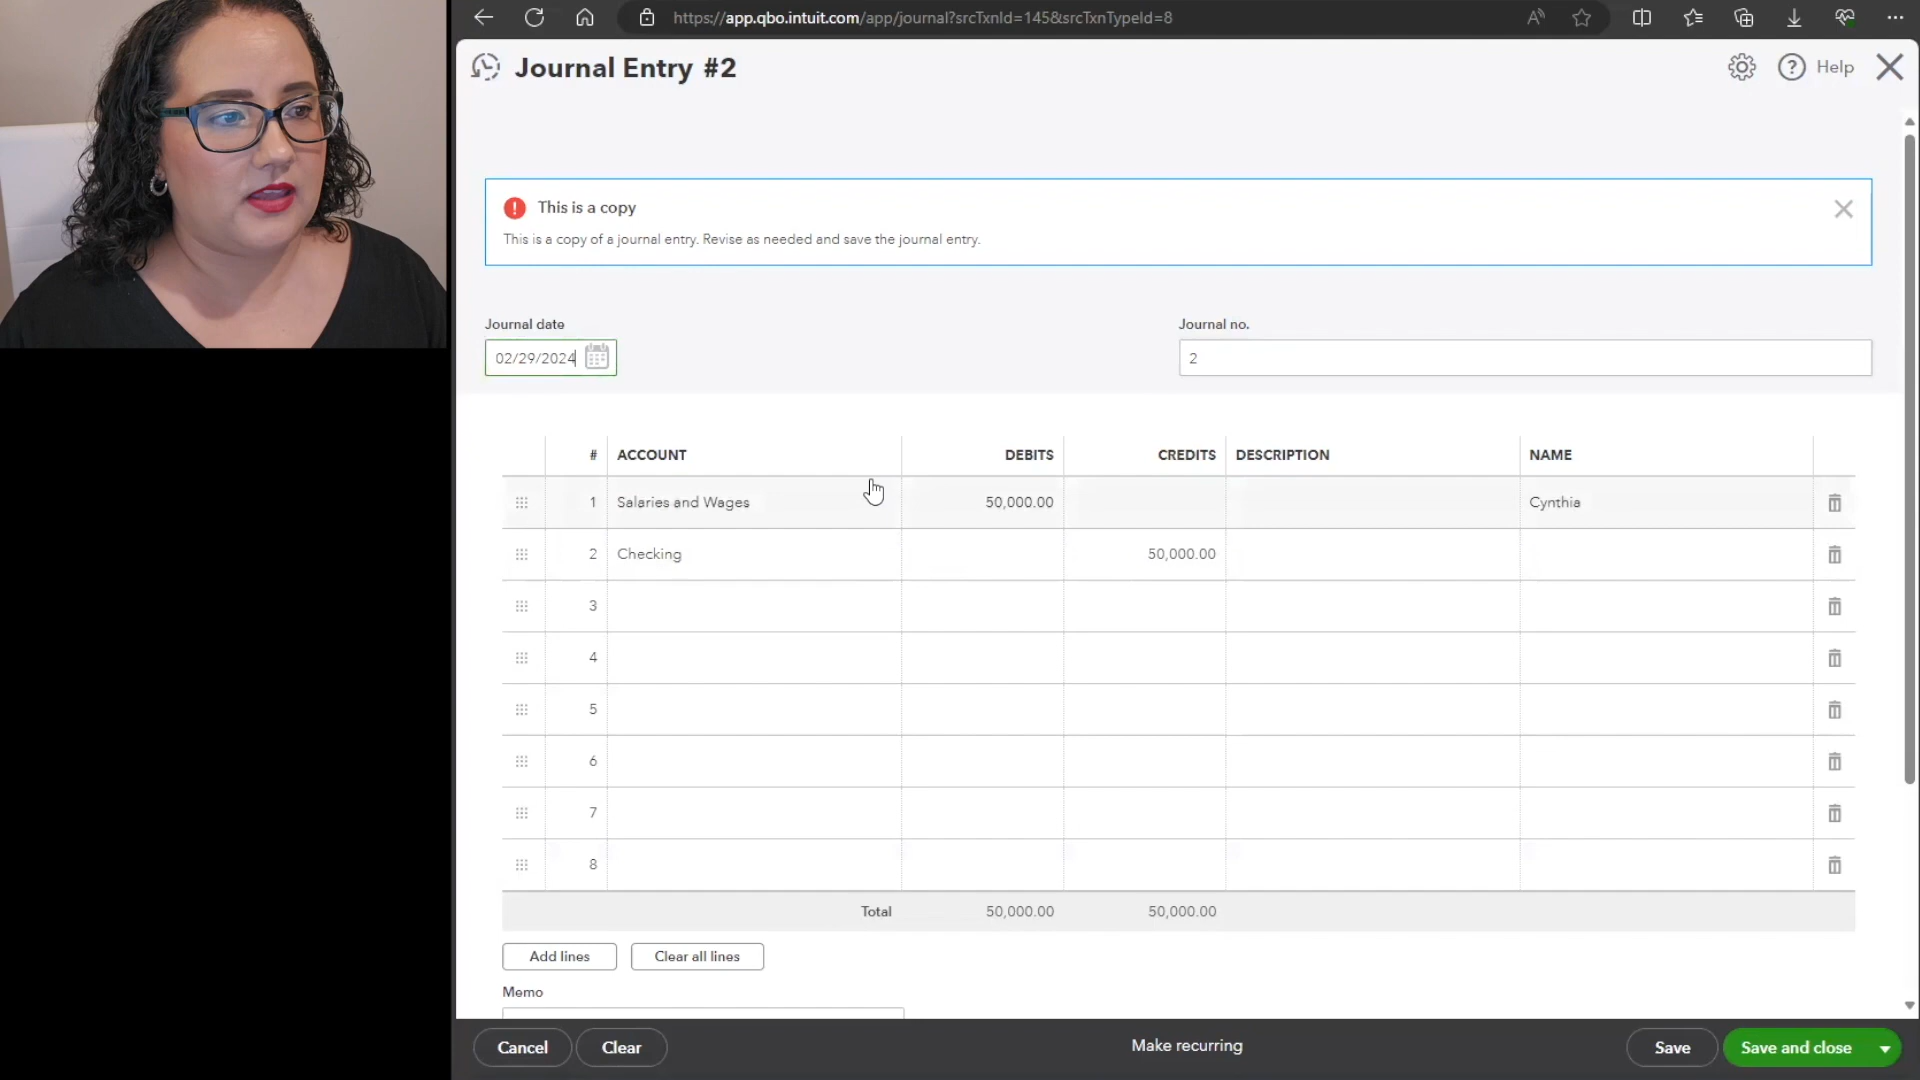 https://app.qbo.intuit.com/app/journal?srcTxnId=145&srcTxnTypeId=8
Journal Entry #2
Help
This is a copy
This is a copy of a journal entry. Revise as needed and save the journal entry.
Journal date
Journal no.
02/29/2024
2
# ACCOUNT DEBITS CREDITS DESCRIPTION NAME
1 Salaries and Wages 50,000.00 Cynthia
2 Checking 50,000.00
3
4
5
6
7
8
Total 50,000.00 50,000.00
Add lines Clear all lines
Memo
Cancel Clear Make recurring Save Save and close